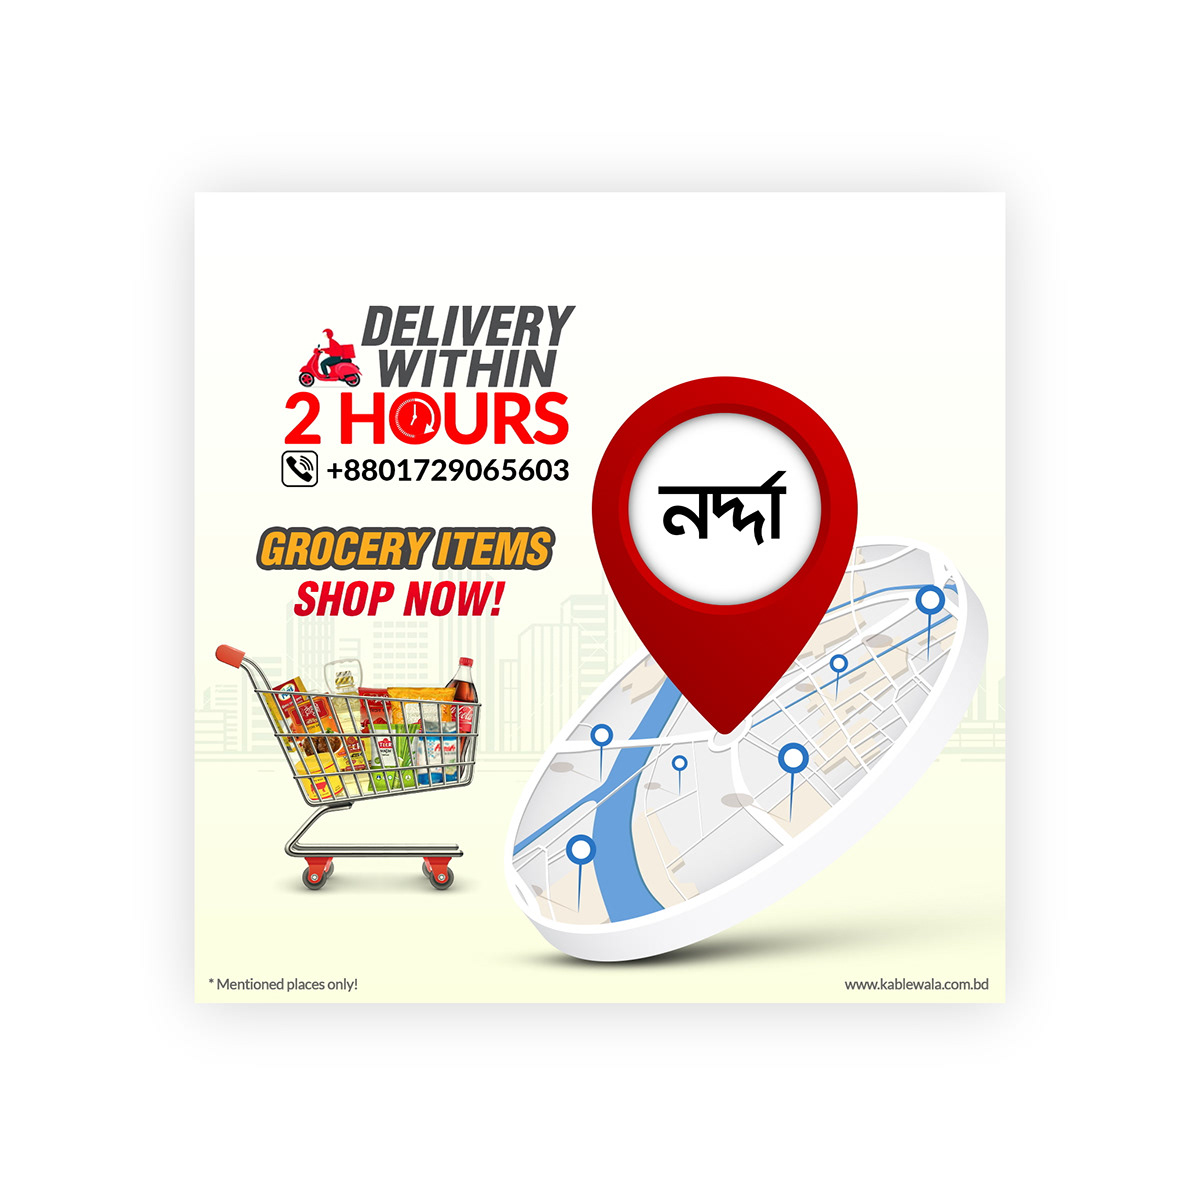 DELIVERY
WITHIN
2 HOURS
+8801729065603
GROCERY ITEMS
SHOP NOW!
নর্দ্দা
* Mentioned places only!
www.kablewala.com.bd